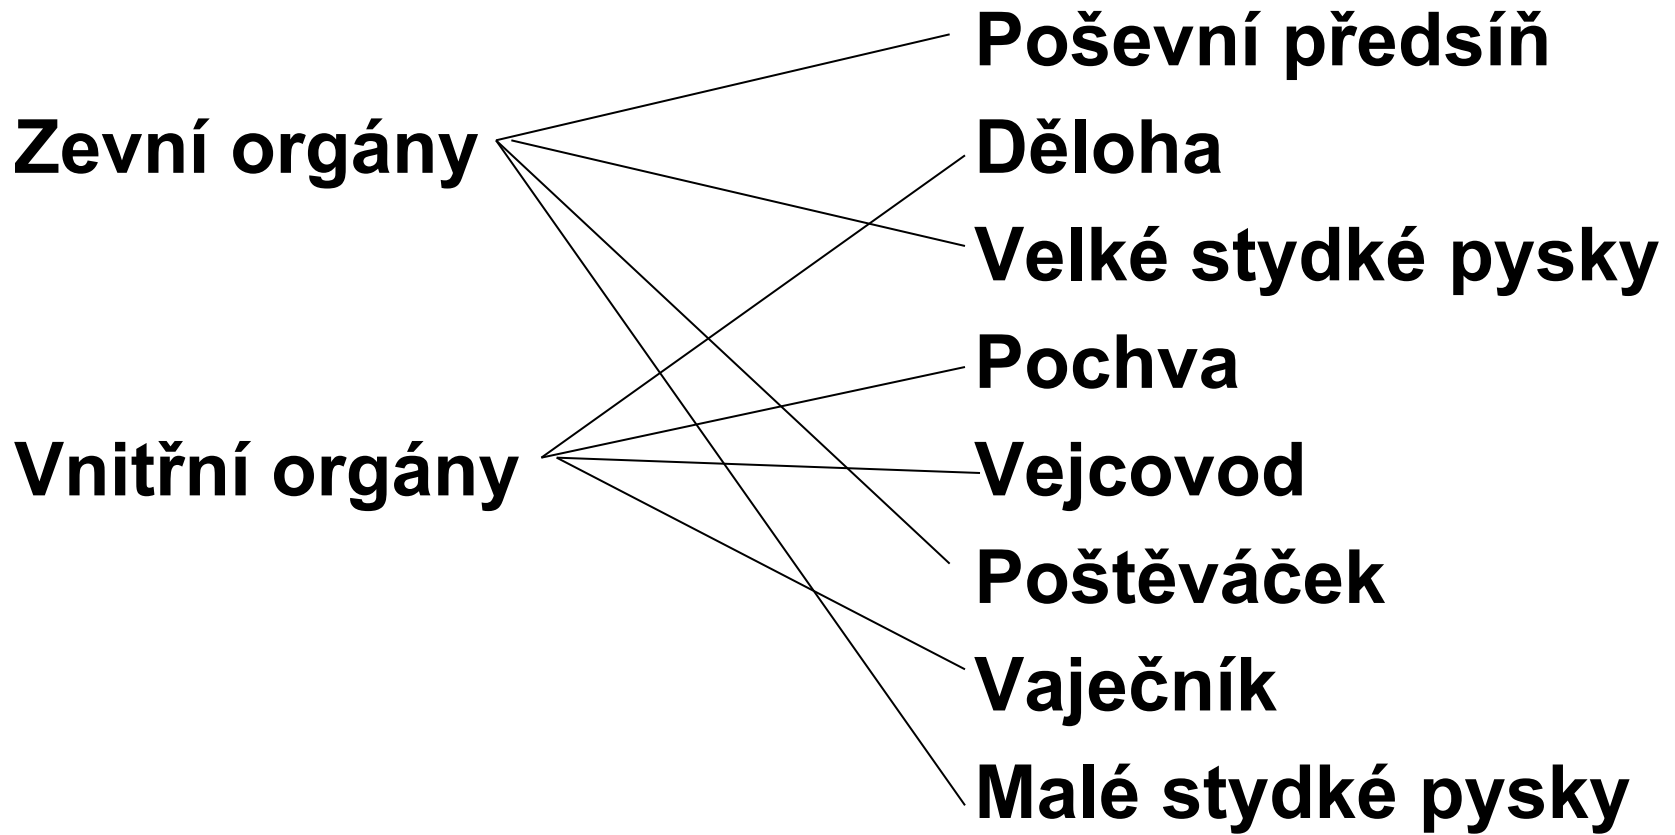 Poševní předsíň
Zevní orgány
Děloha
Velké stydké pysky
Pochva
Vnitřní orgány
Vejcovod
Poštěváček
Vaječník
Malé stydké pysky